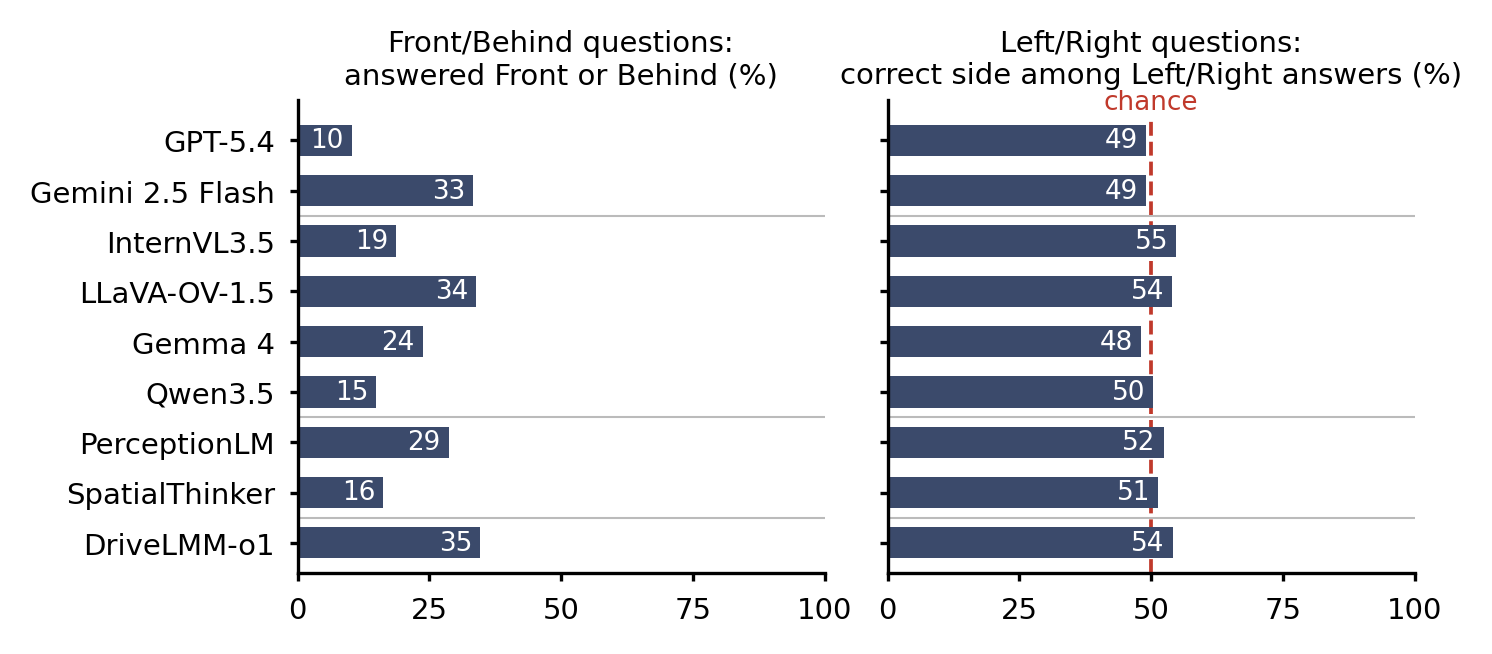 Front/Behind questions:
answered Front or Behind (%)
Left/Right questions:
correct side among Left/Right answers (%)
chance
GPT-5.4 10 49
Gemini 2.5 Flash 33 49
InternVL3.5 19 55
LLaVA-OV-1.5 34 54
Gemma 4 24 48
Qwen3.5 15 50
PerceptionLM 29 52
SpatialThinker 16 51
DriveLMM-o1 35 54
0 25 50 75 100 0 25 50 75 100